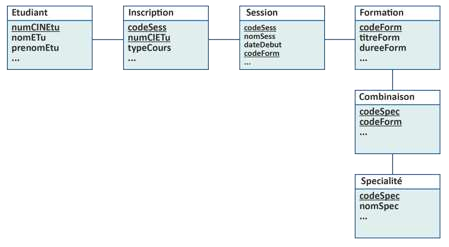 Etudiant
numCINEtu
nomETu
prenomEtu
...
Inscription
codeSess
numCIETu
typeCours
...
Session
codeSess
nomSess
dateDebut
codeForm
...
Formation
codeForm
titreForm
dureeForm
...
Combinaison
codeSpec
codeForm
...
Specialité
codeSpec
nomSpec
...